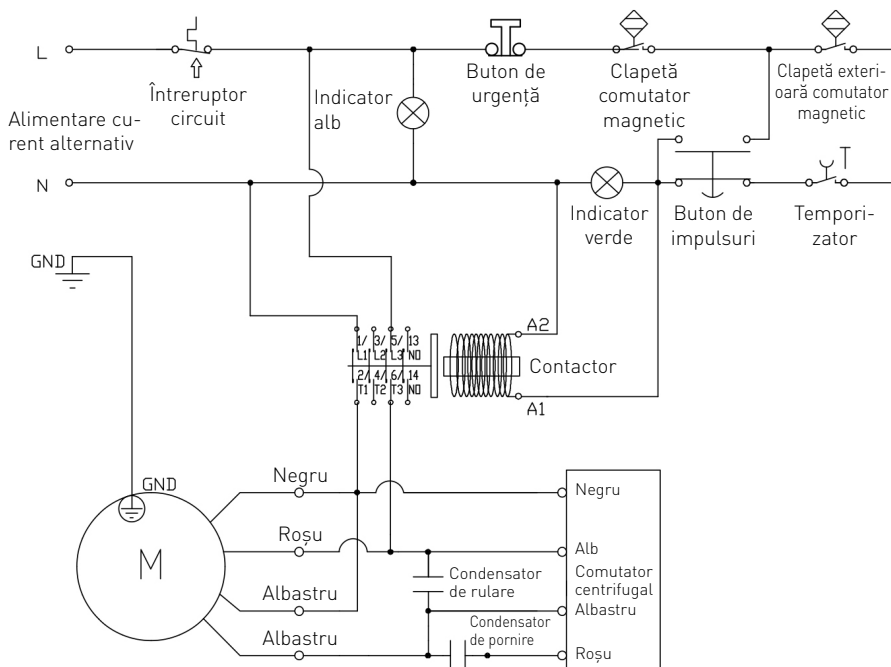 L
Întreruptor
circuit
Indicator
alb
Buton de
urgență
Clapetă
comutator
magnetic
Clapetă exteri-
oară comutator
magnetic
Alimentare cu-
rent alternativ
N
Indicator
verde
Buton de
impulsuri
T
Tempori-
zator
GND
1/ 3/ 5/ 13
L1 L2 L3 NO
2/ 4/ 6/ 14
T1 T2 T3 NO
A2
Contactor
A1
GND
M
Negru
Roșu
Albastru
Albastru
Condensator
de rulare
Condensator
de pornire
Negru
Alb
Comutator
centrifugal
Albastru
Roșu